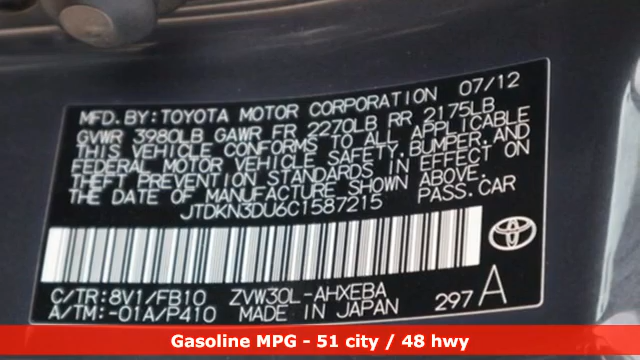 MFD. BY: TOYOTA MOTOR CORPORATION 07/12
GVWR 3980LB GAWR FR 2270LB RR 2175LB
THIS VEHICLE CONFORMS TO ALL APPLICABLE
FEDERAL MOTOR VEHICLE SAFETY, BUMPER, AND
THEFT PREVENTION STANDARDS IN EFFECT ON
THE DATE OF MANUFACTURE SHOWN ABOVE.
JTDKN3DU6C1587215 PASS. CAR
C/TR: 8V1/FB10 ZVW30L-AHXEBA
A/TM: -01A/P410 MADE IN JAPAN 297 A
Gasoline MPG - 51 city / 48 hwy